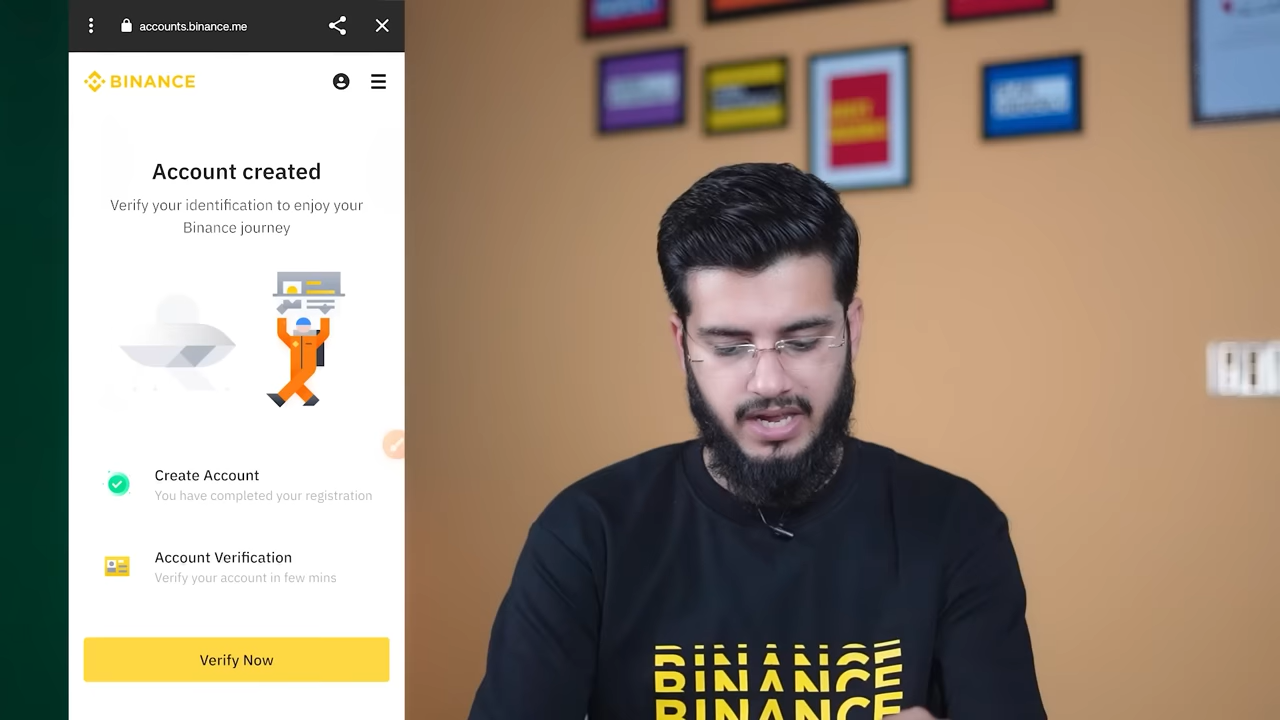 accounts.binance.me
BINANCE
Account created
Verify your identification to enjoy your
Binance journey
Create Account
You have completed your registration
Account Verification
Verify your account in few mins
Verify Now
BINANCE
BINANCE
BINANCE